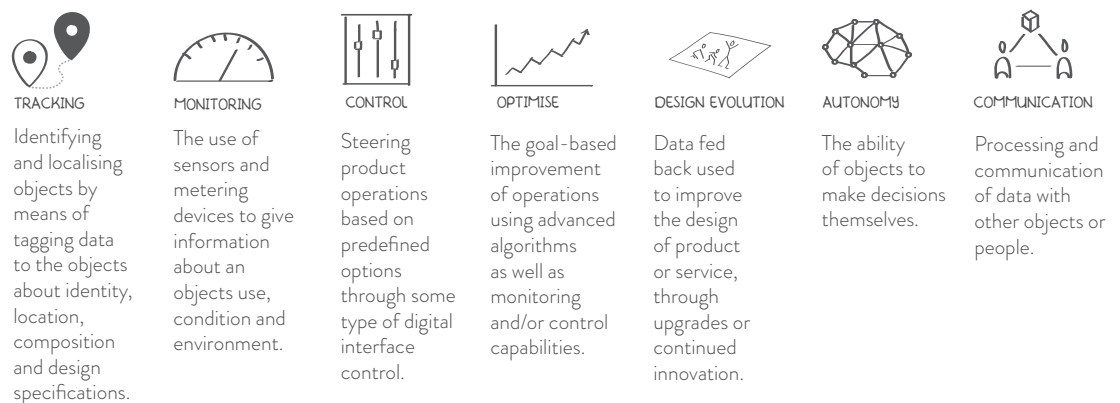 TRACKING
Identifying
and localising
objects by
means of
tagging data
to the objects
about identity,
location,
composition
and design
specifications.
MONITORING
The use of
sensors and
metering
devices to give
information
about an
objects use,
condition and
environment.
CONTROL
Steering
product
operations
based on
predefined
options
through some
type of digital
interface
control.
OPTIMISE
The goal-based
improvement
of operations
using advanced
algorithms
as well as
monitoring
and/or control
capabilities.
DESIGN EVOLUTION
Data fed
back used
to improve
the design
of product
or service,
through
upgrades or
continued
innovation.
AUTONOMY
The ability
of objects to
make decisions
themselves.
COMMUNICATION
Processing and
communication
of data with
other objects or
people.